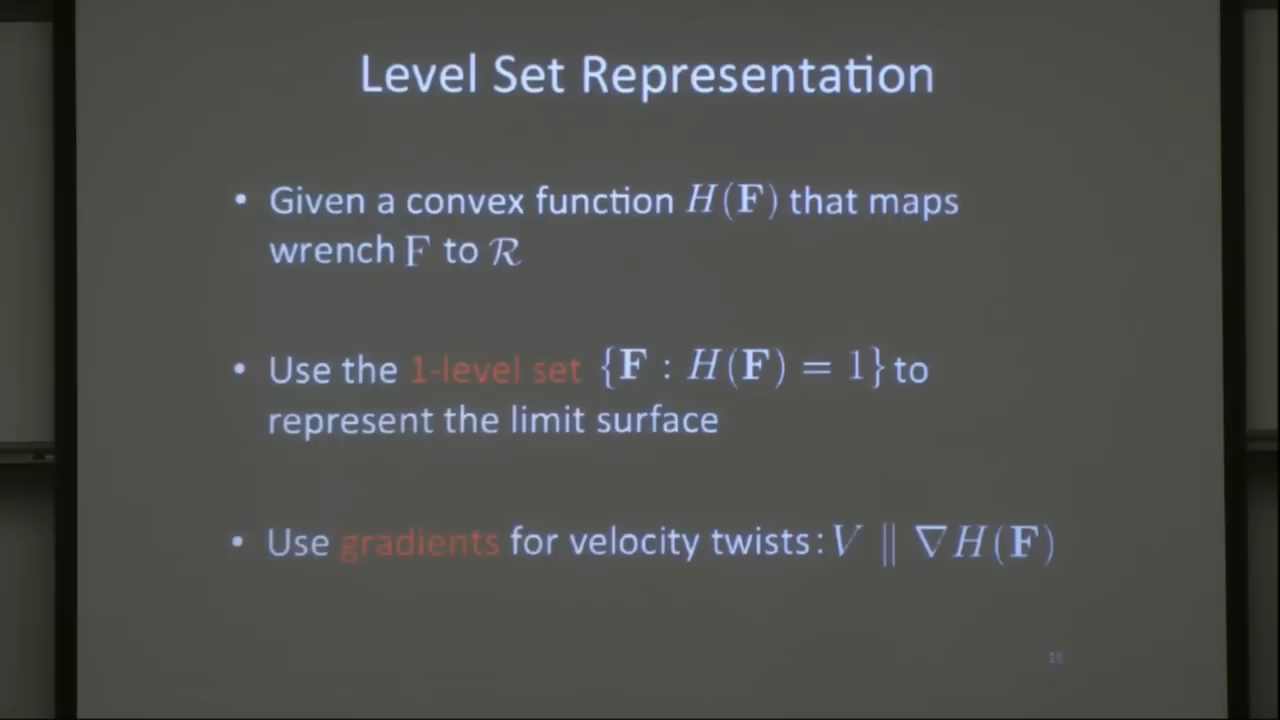 Level Set Representation
• Given a convex function H(F) that maps
wrench F to ℛ
• Use the 1-level set {F : H(F) = 1} to
represent the limit surface
• Use gradients for velocity twists: V ∥ ∇H(F)